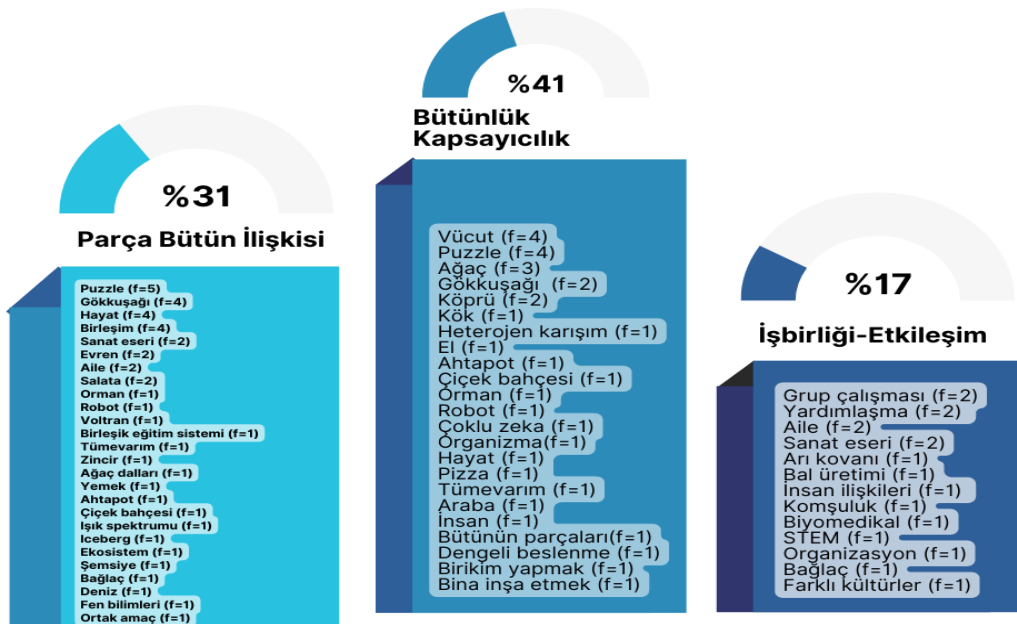 %31
Parça Bütün İlişkisi
Puzzle (f=5)
Gökkuşağı (f=4)
Hayat (f=4)
Birleşim (f=4)
Sanat eseri (f=2)
Evren (f=2)
Aile (f=2)
Salata (f=2)
Orman (f=1)
Robot (f=1)
Voltran (f=1)
Birleşik eğitim sistemi (f=1)
Tümevarım (f=1)
Zincir (f=1)
Ağaç dalları (f=1)
Yemek (f=1)
Ahtapot (f=1)
Çiçek bahçesi (f=1)
Işık spektrumu (f=1)
Iceberg (f=1)
Ekosistem (f=1)
Şemsiye (f=1)
Bağlaç (f=1)
Deniz (f=1)
Fen bilimleri (f=1)
Ortak amaç (f=1)
%41
Bütünlük
Kapsayıcılık
Vücut (f=4)
Puzzle (f=4)
Ağaç (f=3)
Gökkuşağı (f=2)
Köprü (f=2)
Kök (f=1)
Heterojen karışım (f=1)
El (f=1)
Ahtapot (f=1)
Çiçek bahçesi (f=1)
Orman (f=1)
Robot (f=1)
Çoklu zeka (f=1)
Organizma(f=1)
Hayat (f=1)
Pizza (f=1)
Tümevarım (f=1)
Araba (f=1)
İnsan (f=1)
Bütünün parçaları(f=1)
Dengeli beslenme (f=1)
Birikim yapmak (f=1)
Bina inşa etmek (f=1)
%17
İşbirliği-Etkileşim
Grup çalışması (f=2)
Yardımlaşma (f=2)
Aile (f=2)
Sanat eseri (f=2)
Arı kovanı (f=1)
Bal üretimi (f=1)
İnsan ilişkileri (f=1)
Komşuluk (f=1)
Biyomedikal (f=1)
STEM (f=1)
Organizasyon (f=1)
Bağlaç (f=1)
Farklı kültürler (f=1)